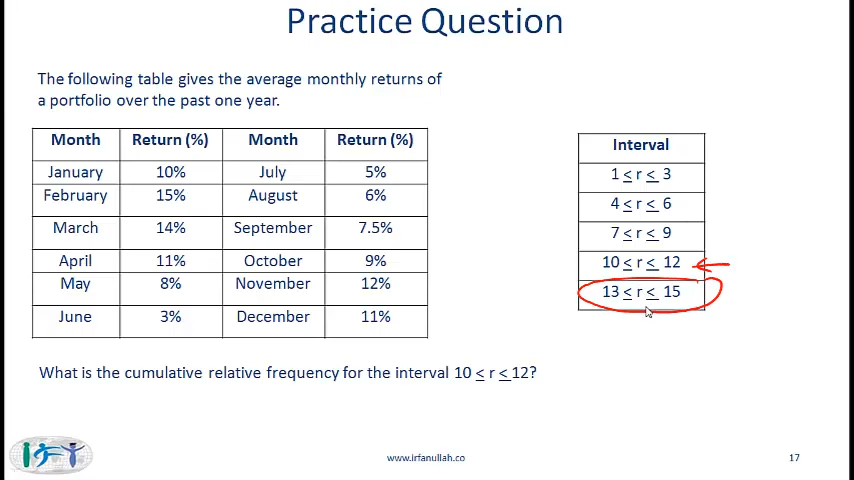 Practice Question
The following table gives the average monthly returns of
a portfolio over the past one year.
Month Return (%) Month Return (%)
January 10% July 5%
February 15% August 6%
March 14% September 7.5%
April 11% October 9%
May 8% November 12%
June 3% December 11%
Interval
1 ≤ r ≤ 3
4 ≤ r ≤ 6
7 ≤ r ≤ 9
10 ≤ r ≤ 12
13 ≤ r ≤ 15
What is the cumulative relative frequency for the interval 10 ≤ r ≤ 12?
IFT
www.irfanullah.co
17